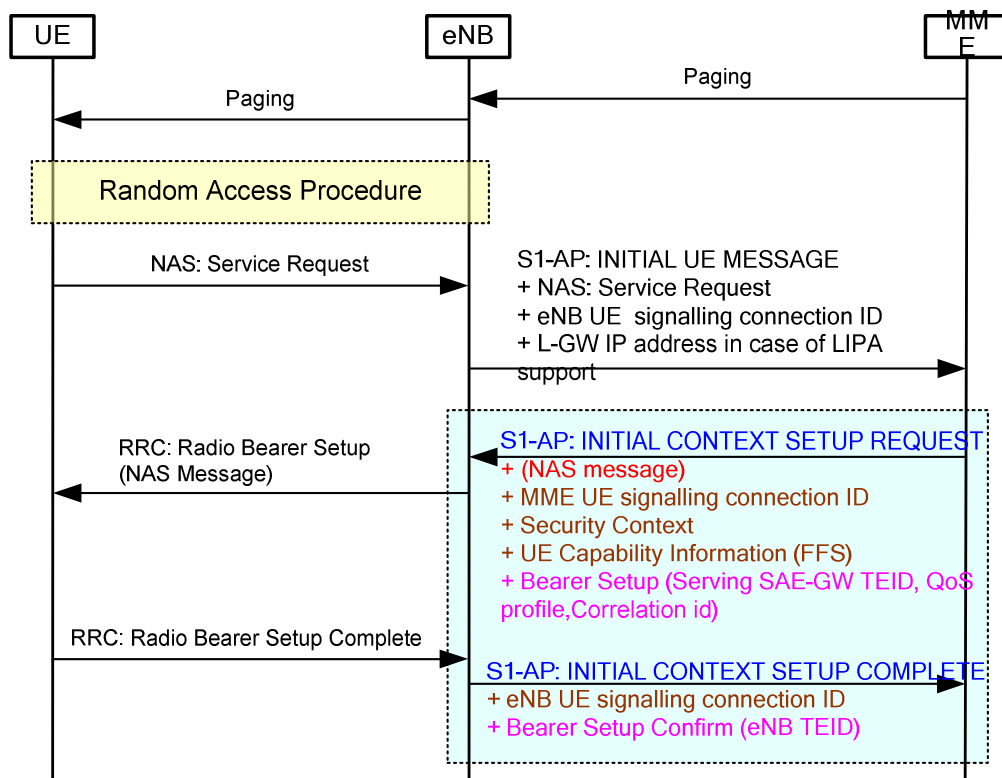 UE
eNB
MM
E
Paging
Paging
Random Access Procedure
NAS: Service Request
S1-AP: INITIAL UE MESSAGE
+ NAS: Service Request
+ eNB UE  signalling connection ID
+ L-GW IP address in case of LIPA
support
RRC: Radio Bearer Setup
(NAS Message)
S1-AP: INITIAL CONTEXT SETUP REQUEST
+ (NAS message)
+ MME UE signalling connection ID
+ Security Context
+ UE Capability Information (FFS)
+ Bearer Setup (Serving SAE-GW TEID, QoS
profile,Correlation id)
RRC: Radio Bearer Setup Complete
S1-AP: INITIAL CONTEXT SETUP COMPLETE
+ eNB UE signalling connection ID
+ Bearer Setup Confirm (eNB TEID)